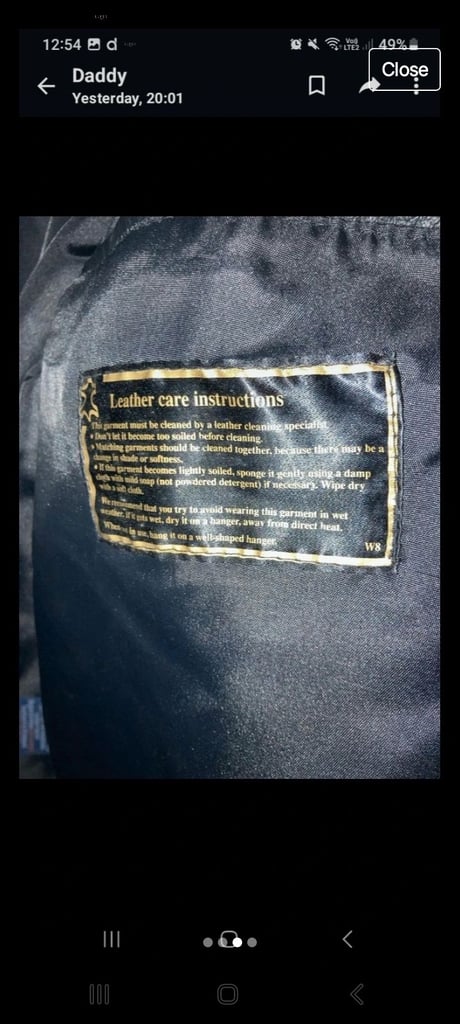 12:54
49%
Daddy
Yesterday, 20:01
Close
Leather care instructions
This garment must be cleaned by a leather cleaning specialist.
• Don't let it become too soiled before cleaning.
• Matching garments should be cleaned together, because there may be a
change in shade or softness.
• If this garment becomes lightly soiled, sponge it gently using a damp
cloth with mild soap (not powdered detergent) if necessary. Wipe dry
with a soft cloth.
We recommend that you try to avoid wearing this garment in wet
weather. If it gets wet, dry it on a hanger, away from direct heat.
When not in use, hang it on a well-shaped hanger.
W8